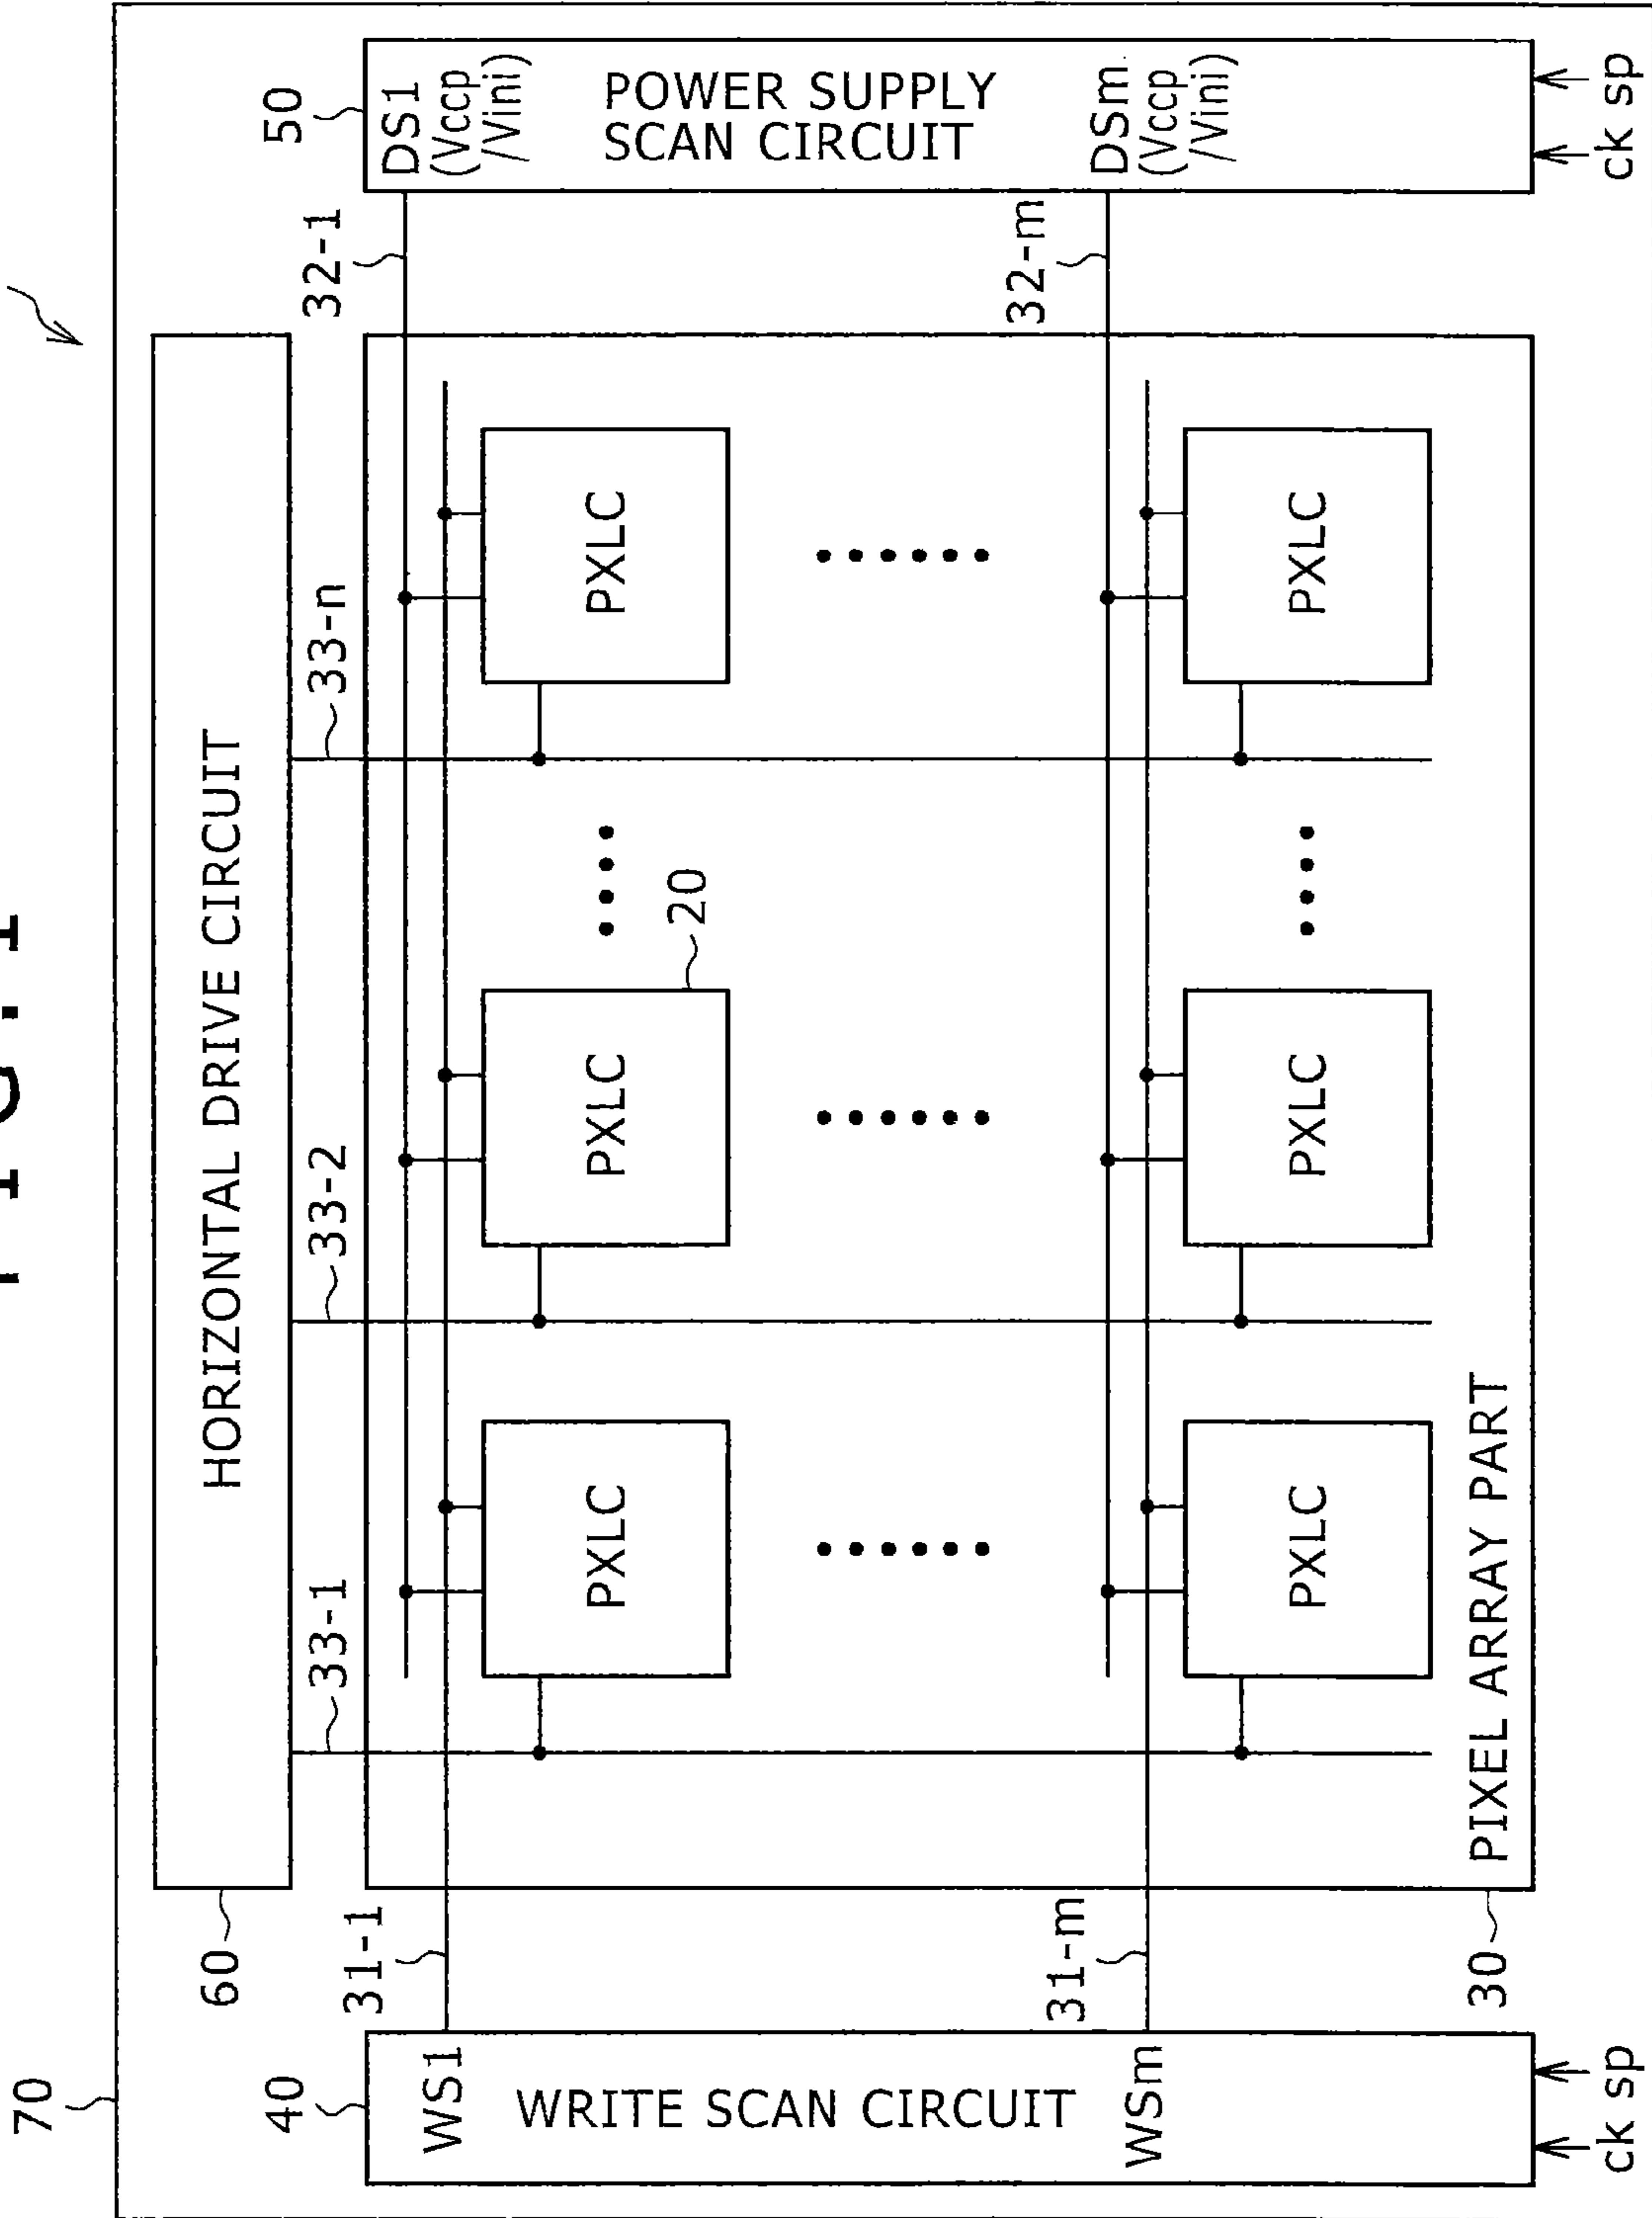 70
60
HORIZONTAL DRIVE CIRCUIT
40
31-1
33-1
33-2
33-n
32-1
50
WS1
DS1
(Vccp
/Vini)
PXLC
PXLC
PXLC
20
WRITE SCAN CIRCUIT
POWER SUPPLY
SCAN CIRCUIT
31-m
32-m
WSm
DSm
(Vccp
/Vini)
PXLC
PXLC
PXLC
30
PIXEL ARRAY PART
ck sp
ck sp